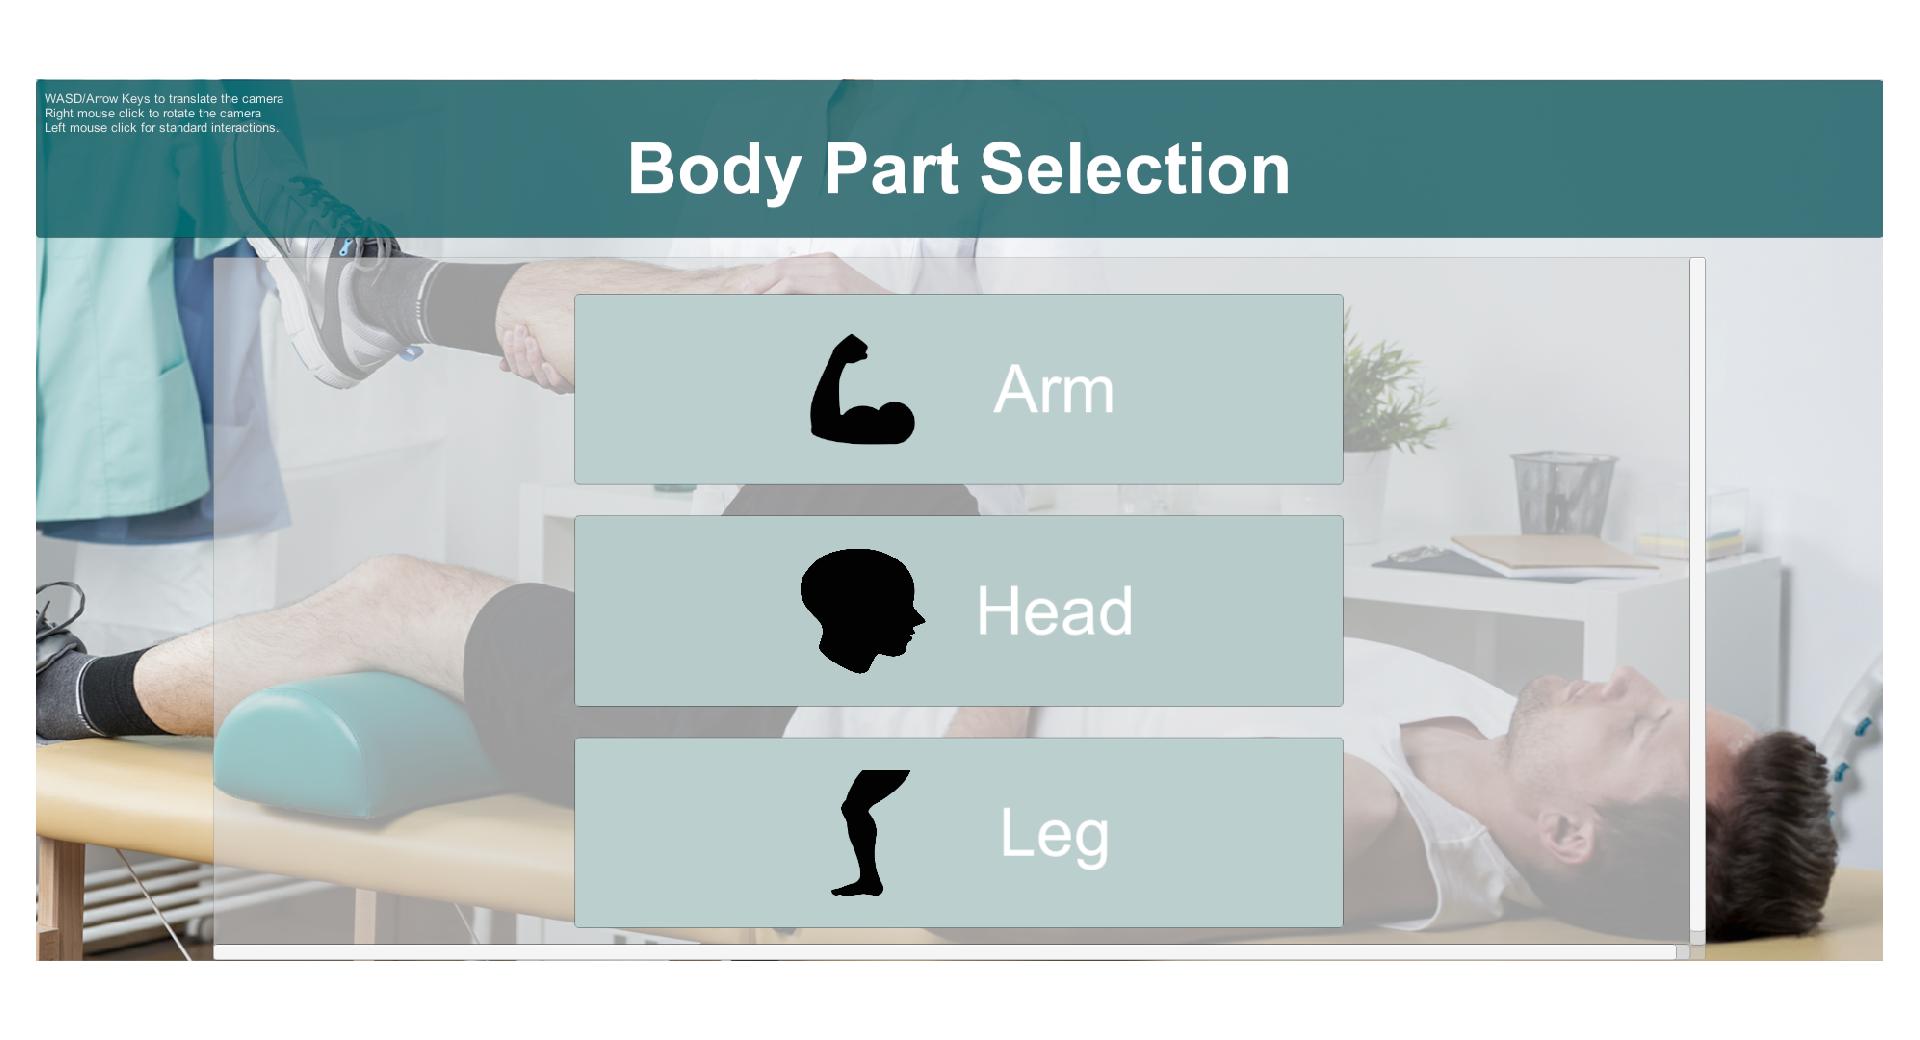 WASD/Arrow Keys to translate the camera
Right mouse click to rotate the camera
Left mouse click for standard interactions.
Body Part Selection
Arm
Head
Leg